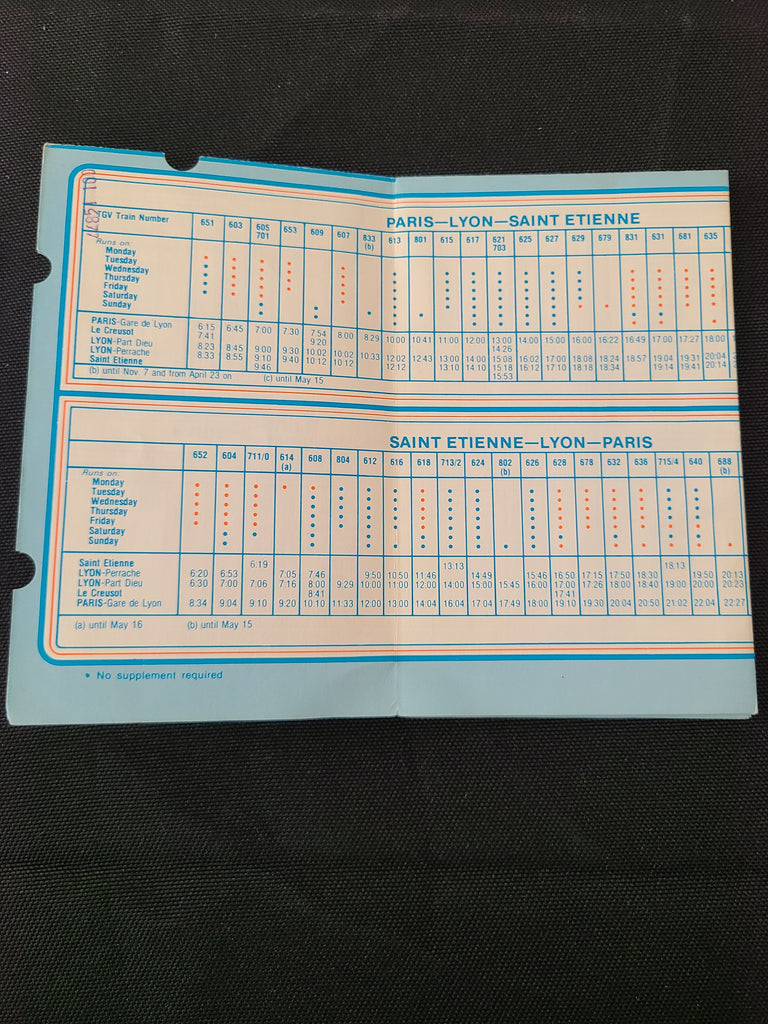 PARIS—LYON—SAINT ETIENNE
TGV Train Number 651 603 605 653 609 607 833 613 801 615 617 621 625 627 629 679 831 631 681 635
701 (b) 703
Runs on:
Monday
Tuesday
Wednesday
Thursday
Friday
Saturday
Sunday
PARIS-Gare de Lyon 6:15 6:45 7:00 7:30 7:54 8:00 8:29 10:00 10:41 11:00 12:00 13:00 14:00 15:00 16:00 16:22 16:49 17:00 17:27 18:00
Le Creusot 7:41 9:20 14:26
LYON-Part Dieu 8:23 8:45 9:00 9:30 10:02 10:02 10:33 12:02 12:43 13:00 14:00 15:08 16:02 17:00 18:08 18:24 18:57 19:04 19:31 20:04
LYON-Perrache 8:33 8:55 9:10 9:40 10:12 10:12 12:12 13:10 14:10 15:18 16:12 17:10 18:18 18:34 19:14 19:41 20:14
Saint Etienne 9:46 15:53
(b) until Nov. 7 and from April 23 on (c) until May 15
SAINT ETIENNE—LYON—PARIS
652 604 711/0 614 608 804 612 616 618 713/2 624 802 626 628 678 632 636 715/4 640 688
(a) (b) (b)
Runs on:
Monday
Tuesday
Wednesday
Thursday
Friday
Saturday
Sunday
Saint Etienne 6:19 13:13 18:13
LYON-Perrache 6:20 6:53 7:05 7:46 9:50 10:50 11:46 14:49 15:46 16:50 17:15 17:50 18:30 19:50 20:13
LYON-Part Dieu 6:30 7:00 7:06 7:16 8:00 9:29 10:00 11:00 12:00 14:00 15:00 15:45 16:00 17:00 17:26 18:00 18:40 19:00 20:00 20:23
Le Creusot 8:41 17:41
PARIS-Gare de Lyon 8:34 9:04 9:10 9:20 10:10 11:33 12:00 13:00 14:04 16:04 17:04 17:49 18:00 19:10 19:30 20:04 20:50 21:02 22:04 22:27
(a) until May 16 (b) until May 15
• No supplement required